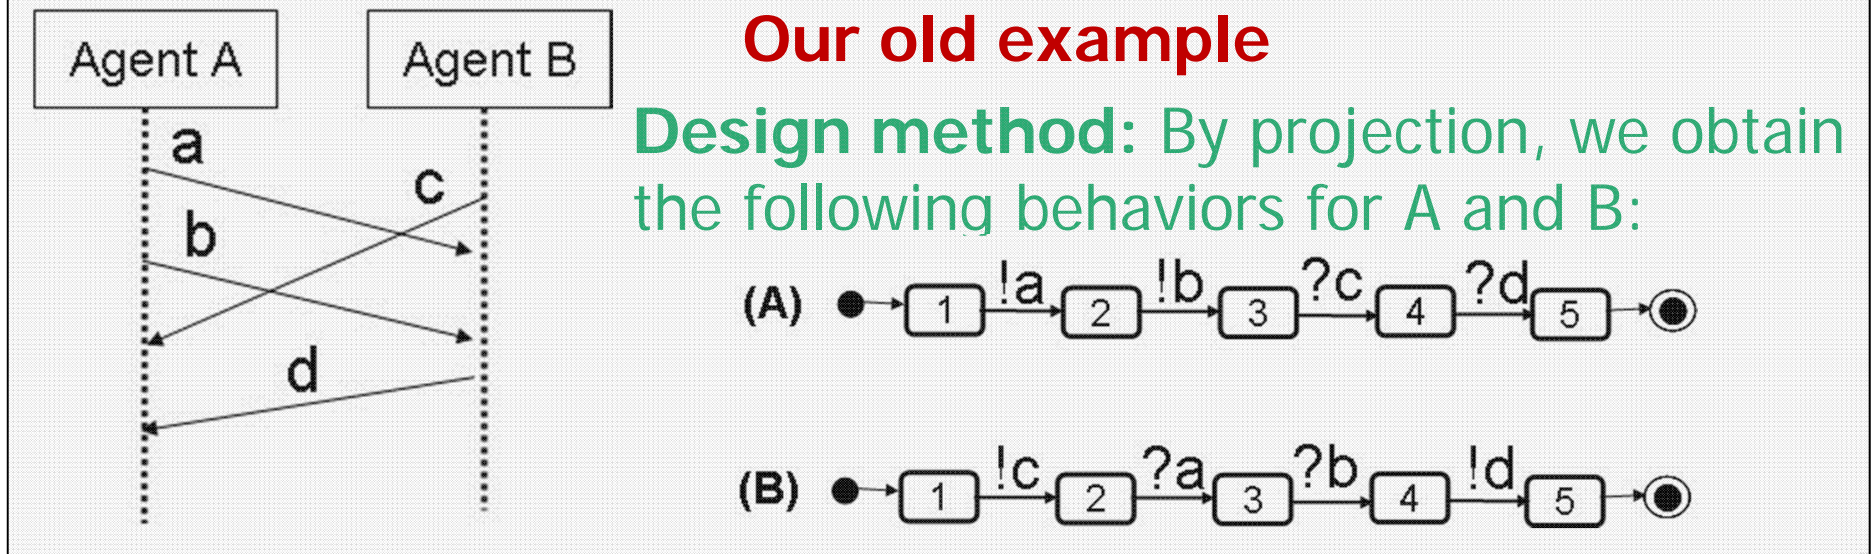 Our old example
Agent A
Agent B
a
c
b
d
Design method: By projection, we obtain
the following behaviors for A and B:
(A) 1 !a 2 !b 3 ?c 4 ?d 5
(B) 1 !c 2 ?a 3 ?b 4 !d 5